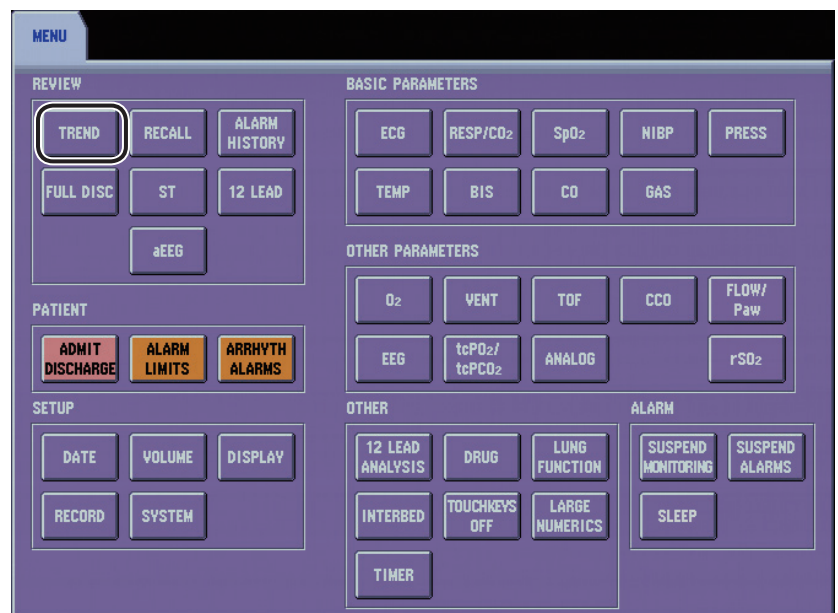 MENU
REVIEW
TREND
RECALL
ALARM
HISTORY
FULL DISC
ST
12 LEAD
aEEG
PATIENT
ADMIT
DISCHARGE
ALARM
LIMITS
ARRHYTH
ALARMS
SETUP
DATE
VOLUME
DISPLAY
RECORD
SYSTEM
BASIC PARAMETERS
ECG
RESP/CO2
SpO2
NIBP
PRESS
TEMP
BIS
CO
GAS
OTHER PARAMETERS
O2
VENT
TOF
CCO
FLOW/
Paw
EEG
tcPO2/
tcPCO2
ANALOG
rSO2
OTHER
12 LEAD
ANALYSIS
DRUG
LUNG
FUNCTION
INTERBED
TOUCHKEYS
OFF
LARGE
NUMERICS
TIMER
ALARM
SUSPEND
MONITORING
SUSPEND
ALARMS
SLEEP